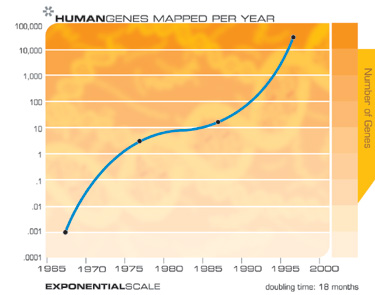 *HUMANGENES MAPPED PER YEAR
100,000
10,000
1,000
100
10
1
.1
.01
.001
.0001
Number of Genes
1965 1970 1975 1980 1985 1990 1995 2000
EXPONENTIALSCALE
doubling time: 18 months